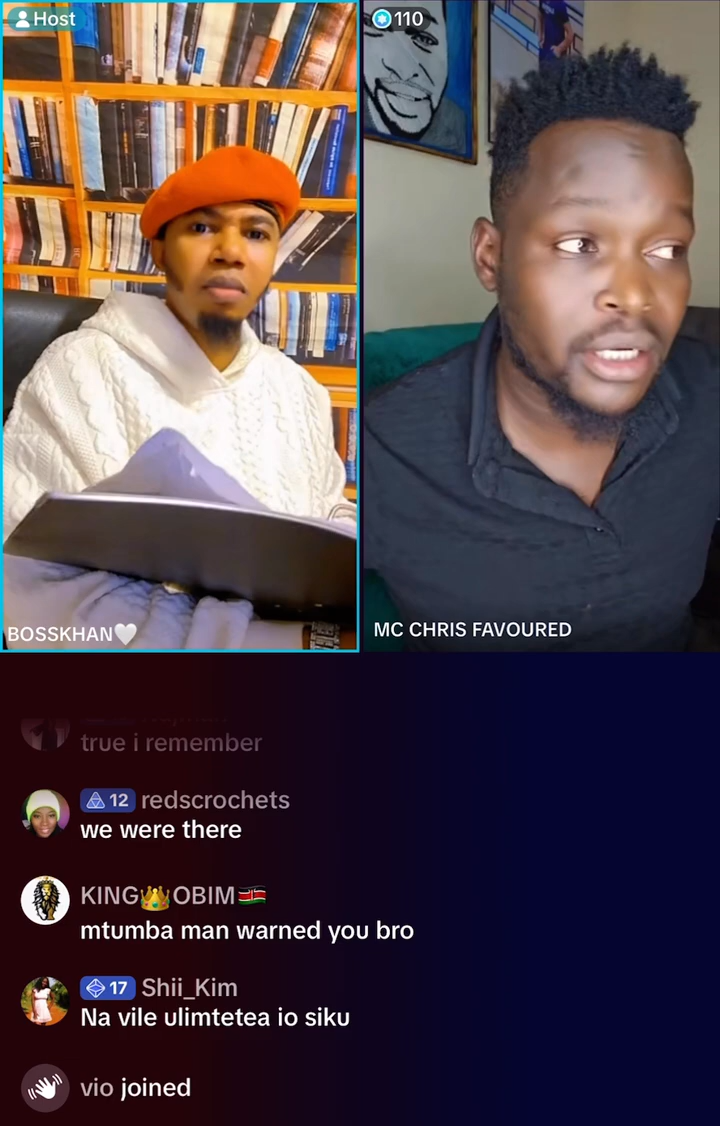 Host
110
BOSSKHAN🤍
MC CHRIS FAVOURED
true i remember
12 redscrochets
we were there
KING👑OBIM🇰🇪
mtumba man warned you bro
17 Shii_Kim
Na vile ulimtetea io siku
vio joined